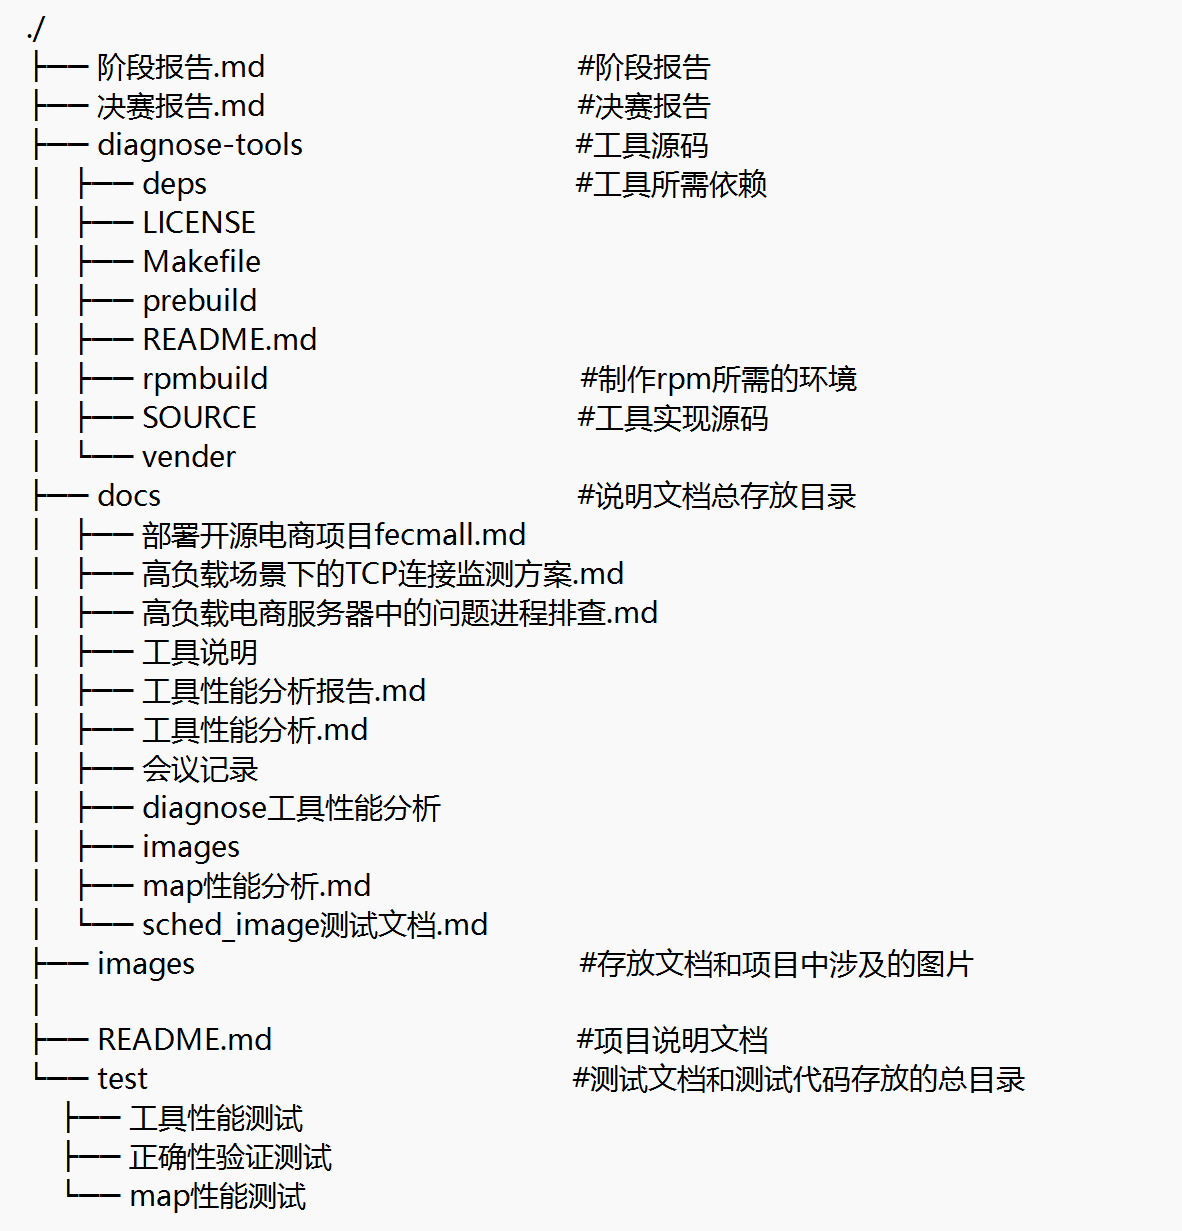 ./
├── 阶段报告.md #阶段报告
├── 决赛报告.md #决赛报告
├── diagnose-tools #工具源码
│   ├── deps #工具所需依赖
│   ├── LICENSE
│   ├── Makefile
│   ├── prebuild
│   ├── README.md
│   ├── rpmbuild #制作rpm所需的环境
│   ├── SOURCE #工具实现源码
│   └── vender
├── docs #说明文档总存放目录
│   ├── 部署开源电商项目fecmall.md
│   ├── 高负载场景下的TCP连接监测方案.md
│   ├── 高负载电商服务器中的问题进程排查.md
│   ├── 工具说明
│   ├── 工具性能分析报告.md
│   ├── 工具性能分析.md
│   ├── 会议记录
│   ├── diagnose工具性能分析
│   ├── images
│   ├── map性能分析.md
│   └── sched_image测试文档.md
├── images #存放文档和项目中涉及的图片
│
├── README.md #项目说明文档
└── test #测试文档和测试代码存放的总目录
    ├── 工具性能测试
    ├── 正确性验证测试
    └── map性能测试